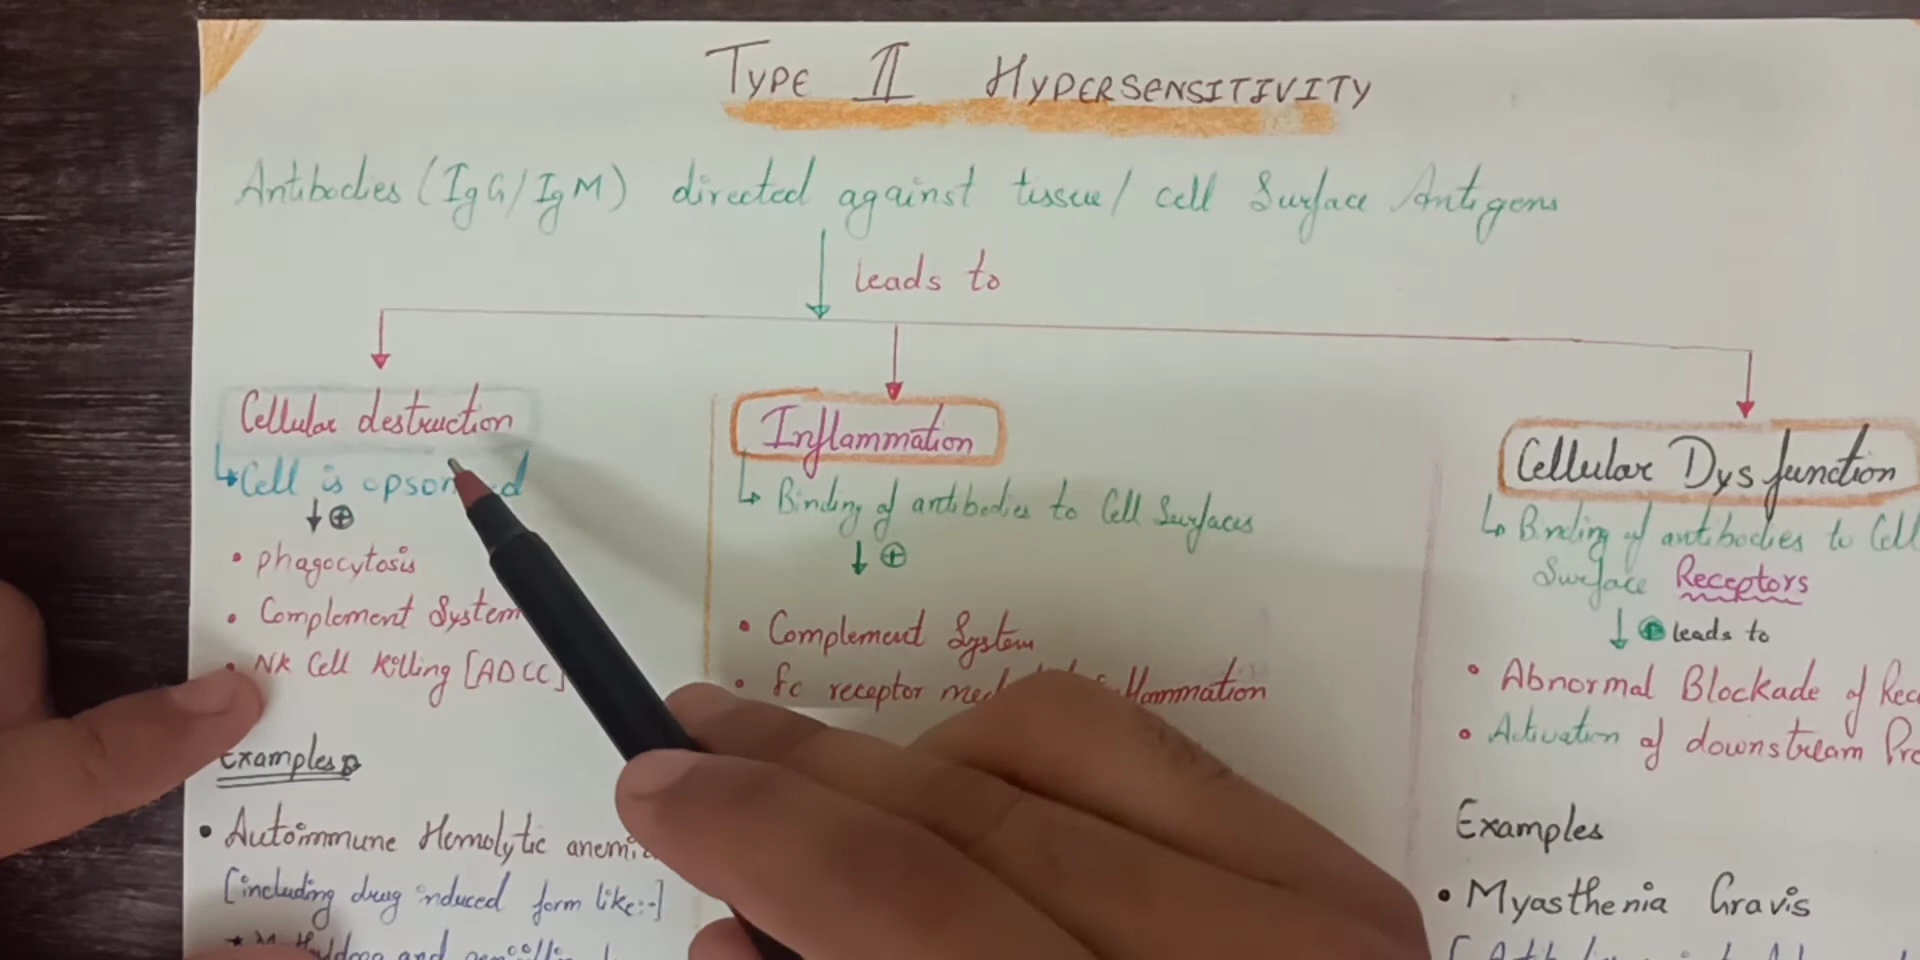 TYPE II HYPERSENSITIVITY
Antibodies (IgG/IgM) directed against tissue/ cell Surface Antigens
leads to
Cellular destruction
Cell is
↓⊕
• phagocytosis
• Complement System
• NK Cell Killing [ADCC]
Examples
• Autoimmune Hemolytic
[including drug induced form like:-]
and
Inflammation
Binding of antibodies to Cell Surfaces
↓⊕
• Complement System
• fc receptor
Cellular Dysfunction
Binding of antibodies to Cell
Surface Receptors
↓⊕ leads to
• Abnormal Blockade of
• Activation of downstream
Examples
• Myasthenia Gravis